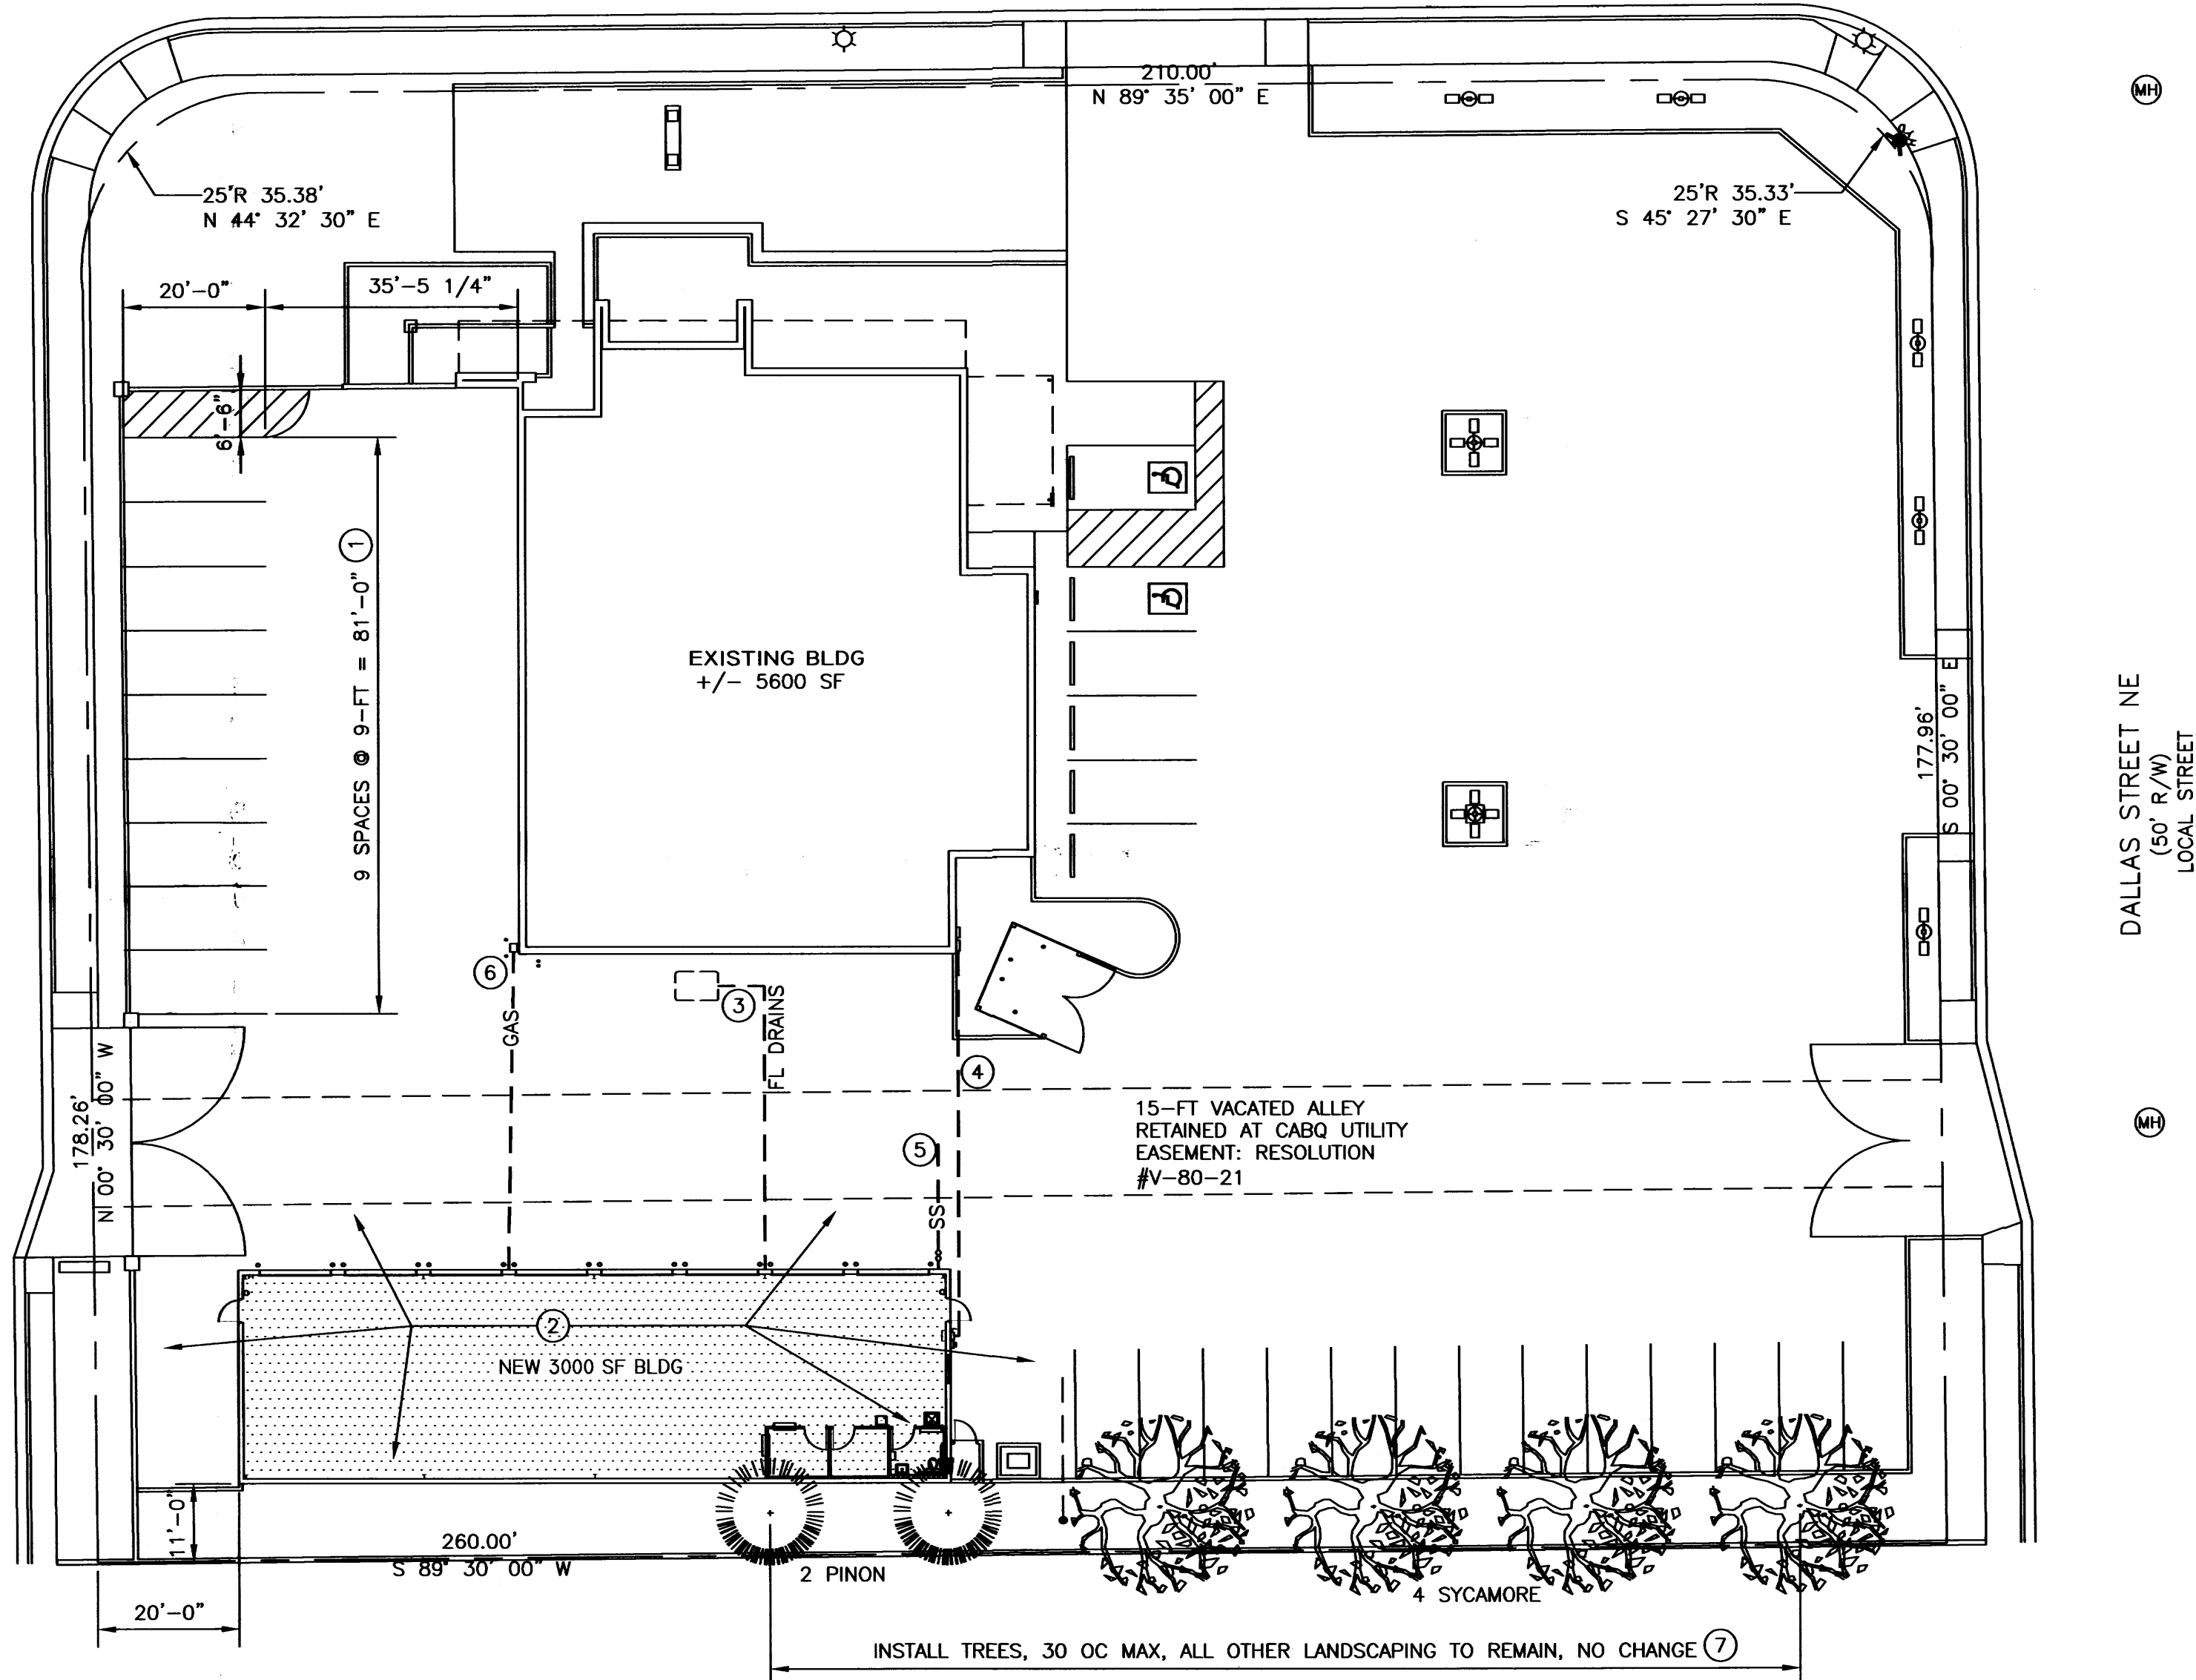 210.00'
N 89° 35' 00" E
MH
25'R 35.38'
N 44° 32' 30" E
25'R 35.33'
S 45° 27' 30" E
20'-0"
35'-5 1/4"
6'-6"
9 SPACES @ 9-FT = 81'-0" 1
EXISTING BLDG
+/- 5600 SF
177.96'
S 00° 30' 00" E
DALLAS STREET NE
(50' R/W)
LOCAL STREET
6
3
GAS
FL DRAINS
4
178.26'
N 00° 30' 00" W
15-FT VACATED ALLEY
RETAINED AT CABQ UTILITY
EASEMENT: RESOLUTION
#V-80-21
MH
5
SS
2
NEW 3000 SF BLDG
11'-0"
260.00'
S 89° 30' 00" W
2 PINON
4 SYCAMORE
20'-0"
INSTALL TREES, 30 OC MAX, ALL OTHER LANDSCAPING TO REMAIN, NO CHANGE 7